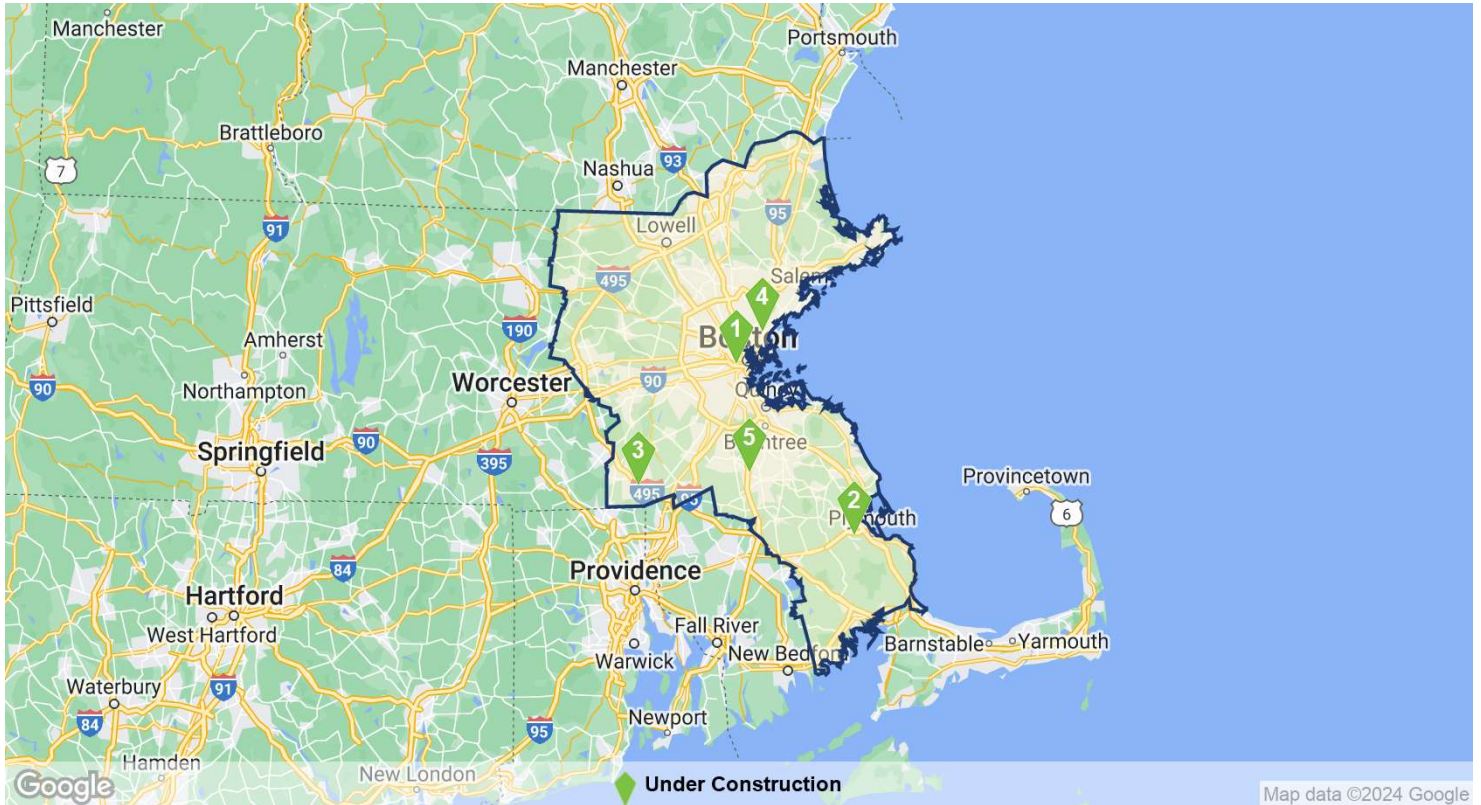 Manchester
Portsmouth
Manchester
Brattleboro
93
7
Nashua
95
91
Lowell
495
Salem
4
Pittsfield
190
1
Boston
Amherst
90
Northampton
Worcester
90
Quincy
5
Braintree
Springfield
90
3
395
495
95
Provincetown
2
Plymouth
6
84
Providence
Hartford
West Hartford
Fall River
Warwick
New Bedford
Barnstable
Yarmouth
Waterbury
91
84
Newport
95
Hamden
New London
Google
Under Construction
Map data ©2024 Google